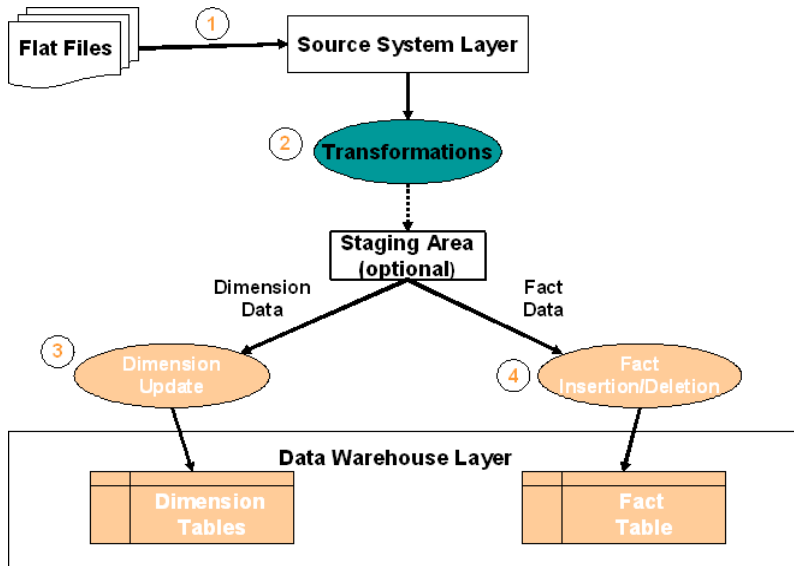 1
Flat Files
Source System Layer
2
Transformations
Staging Area
(optional)
Dimension
Data
Fact
Data
3
Dimension
Update
4
Fact
Insertion/Deletion
Data Warehouse Layer
Dimension
Tables
Fact
Table